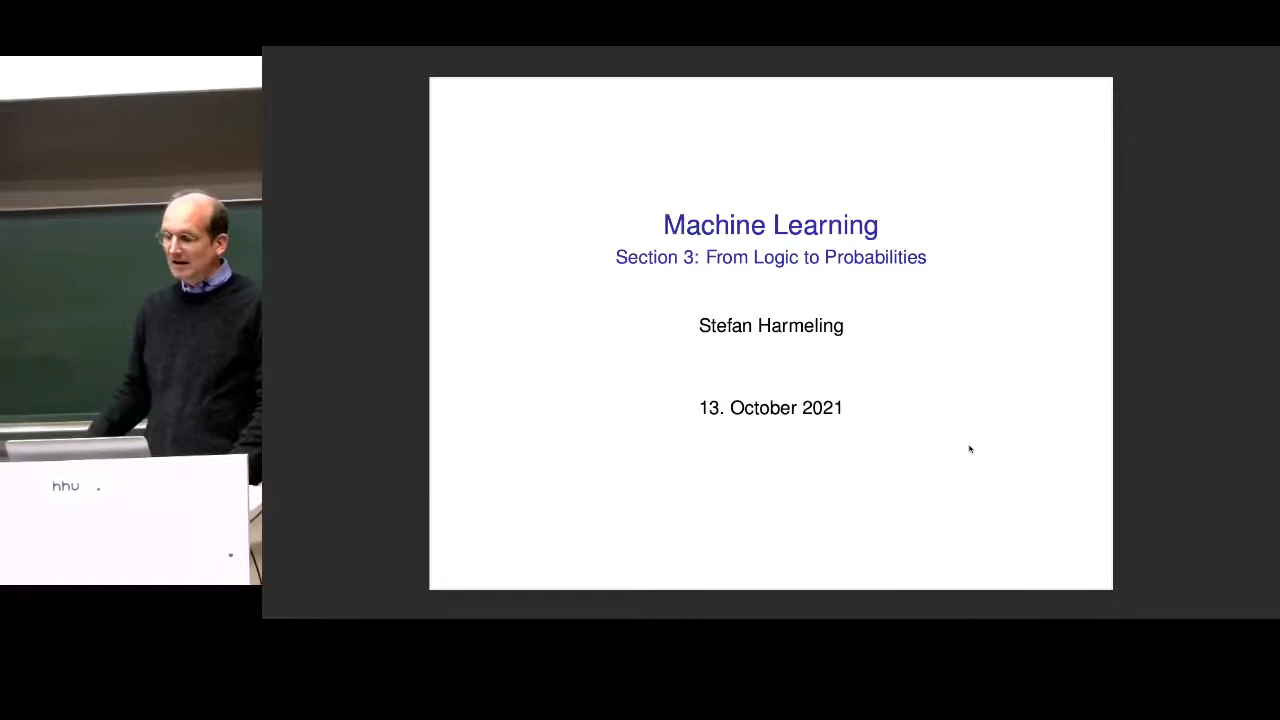 Machine Learning
Section 3: From Logic to Probabilities
Stefan Harmeling
13. October 2021
hhu .